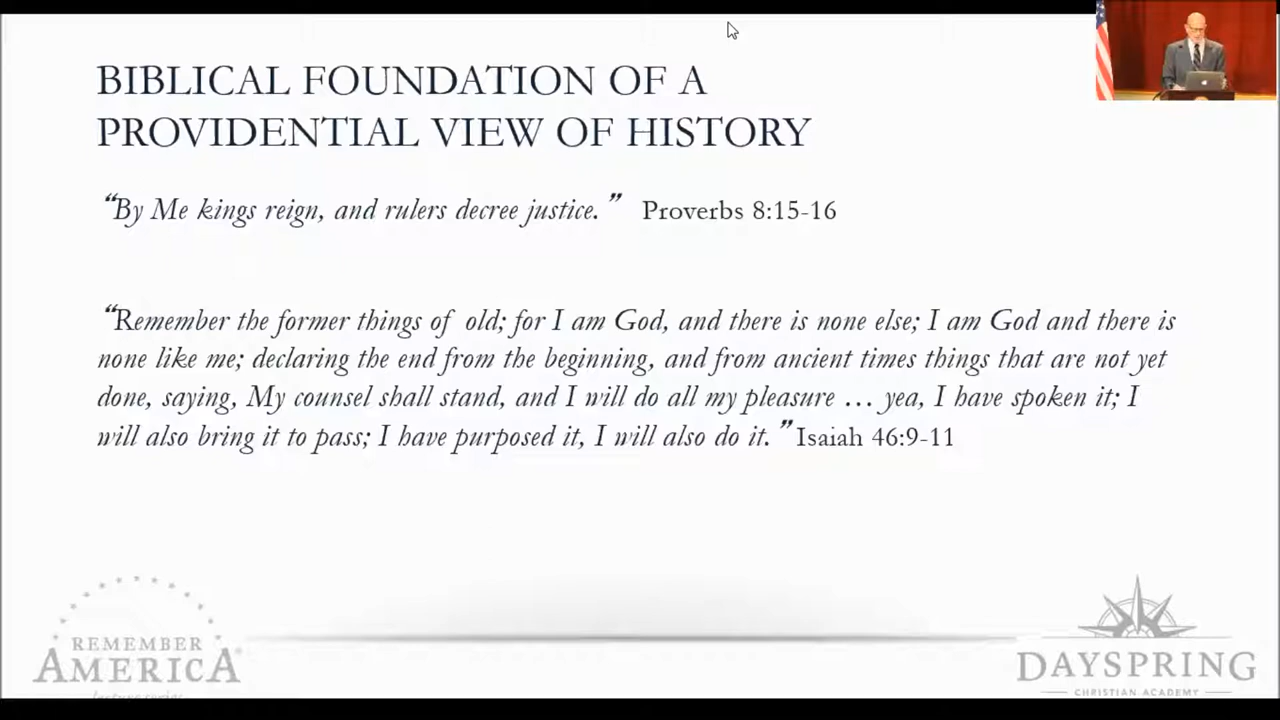 BIBLICAL FOUNDATION OF A
PROVIDENTIAL VIEW OF HISTORY
“By Me kings reign, and rulers decree justice.” Proverbs 8:15-16
“Remember the former things of old; for I am God, and there is none else; I am God and there is
none like me; declaring the end from the beginning, and from ancient times things that are not yet
done, saying, My counsel shall stand, and I will do all my pleasure … yea, I have spoken it; I
will also bring it to pass; I have purposed it, I will also do it.” Isaiah 46:9-11
REMEMBER
AMERICA
lecture series
DAYSPRING
CHRISTIAN ACADEMY